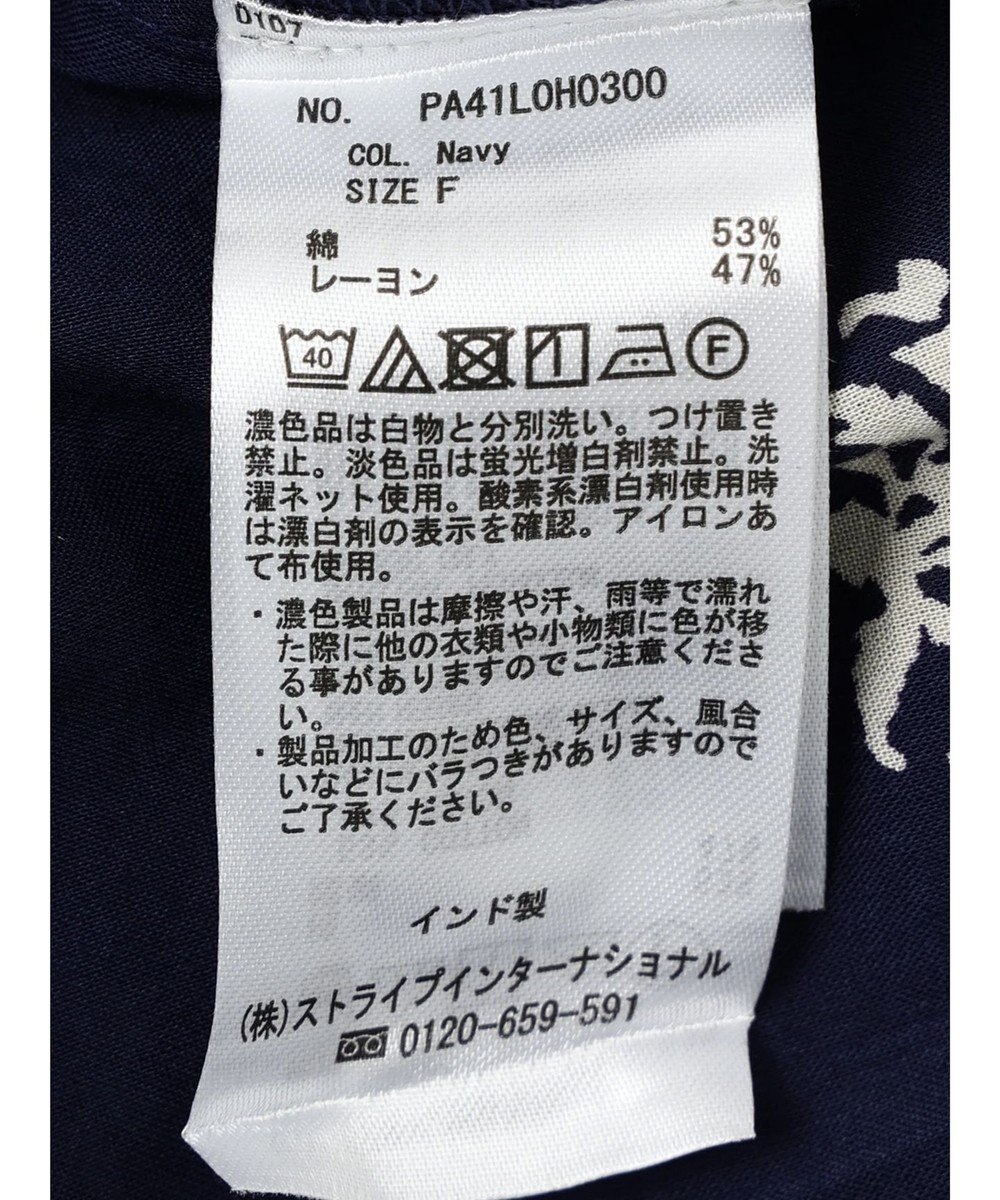 0107
NO. PA41L0H0300
COL. Navy
SIZE F
綿 53%
レーヨン 47%
40 F
濃色品は白物と分別洗い。つけ置き
禁止。淡色品は蛍光増白剤禁止。洗
濯ネット使用。酸素系漂白剤使用時
は漂白剤の表示を確認。アイロンあ
て布使用。
・濃色製品は摩擦や汗、雨等で濡れ
た際に他の衣類や小物類に色が移
る事がありますのでご注意くださ
い。
・製品加工のため色、サイズ、風合
いなどにバラつきがありますので
ご了承ください。
インド製
(株)ストライプインターナショナル
0120-659-591